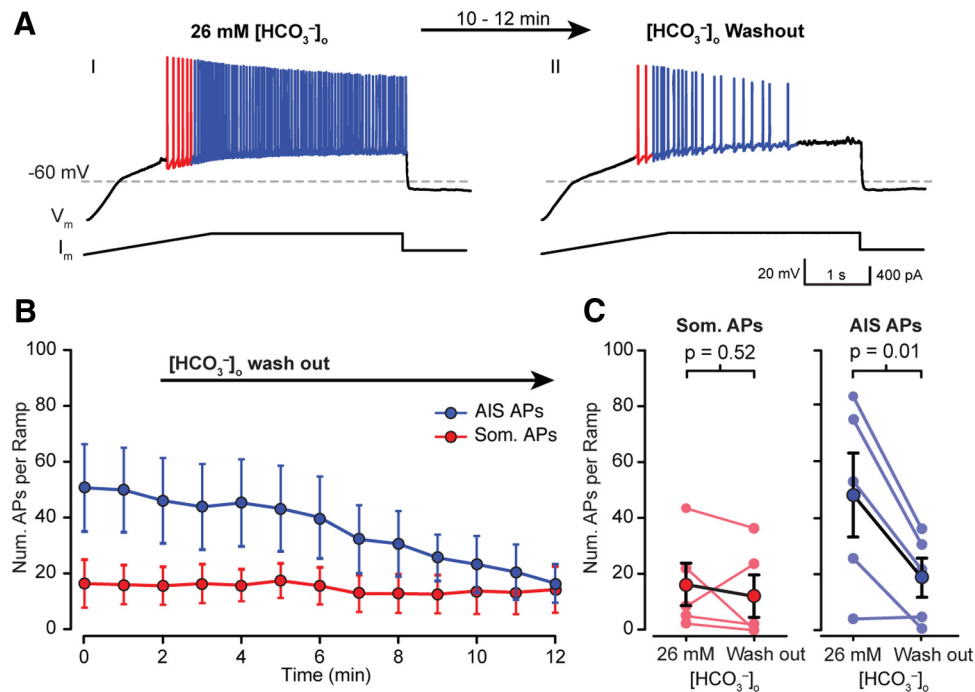 A
26 mM [HCO₃⁻]ₒ
10 - 12 min
[HCO₃⁻]ₒ Washout
I
II
-60 mV
Vₘ
Iₘ
20 mV
1 s
400 pA
B
[HCO₃⁻]ₒ wash out
AIS APs
Som. APs
Num. APs per Ramp
100
80
60
40
20
0
0 2 4 6 8 10 12
Time (min)
C
Som. APs
AIS APs
p = 0.52
p = 0.01
Num. APs per Ramp
100
80
60
40
20
0
26 mM Wash out
[HCO₃⁻]ₒ
26 mM Wash out
[HCO₃⁻]ₒ